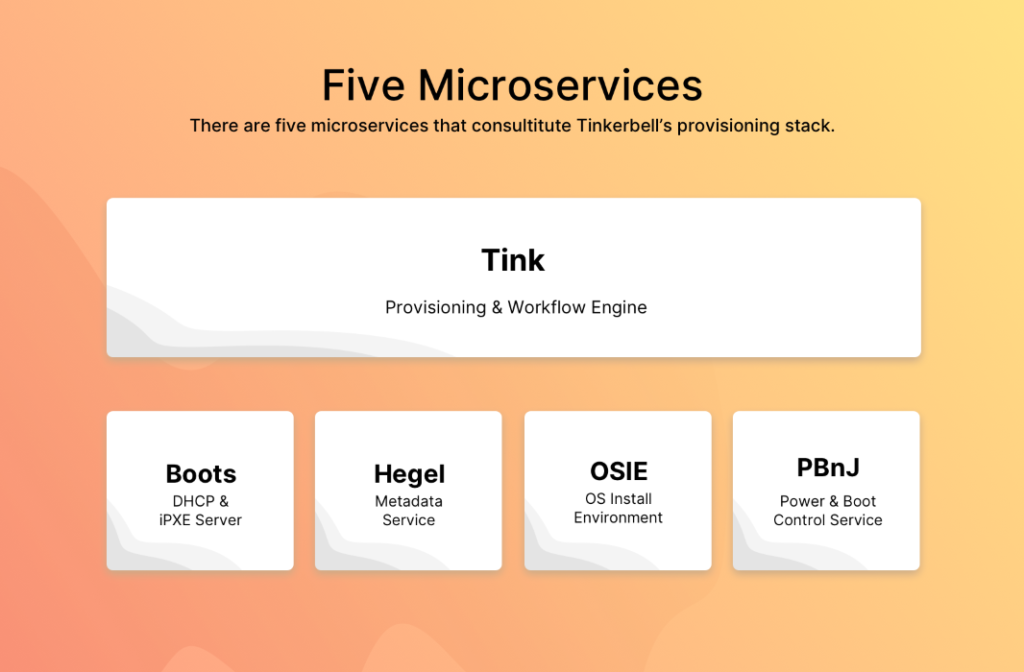 Five Microservices
There are five microservices that consultitute Tinkerbell’s provisioning stack.
Tink
Provisioning & Workflow Engine
Boots
DHCP &
iPXE Server
Hegel
Metadata
Service
OSIE
OS Install
Environment
PBnJ
Power & Boot
Control Service